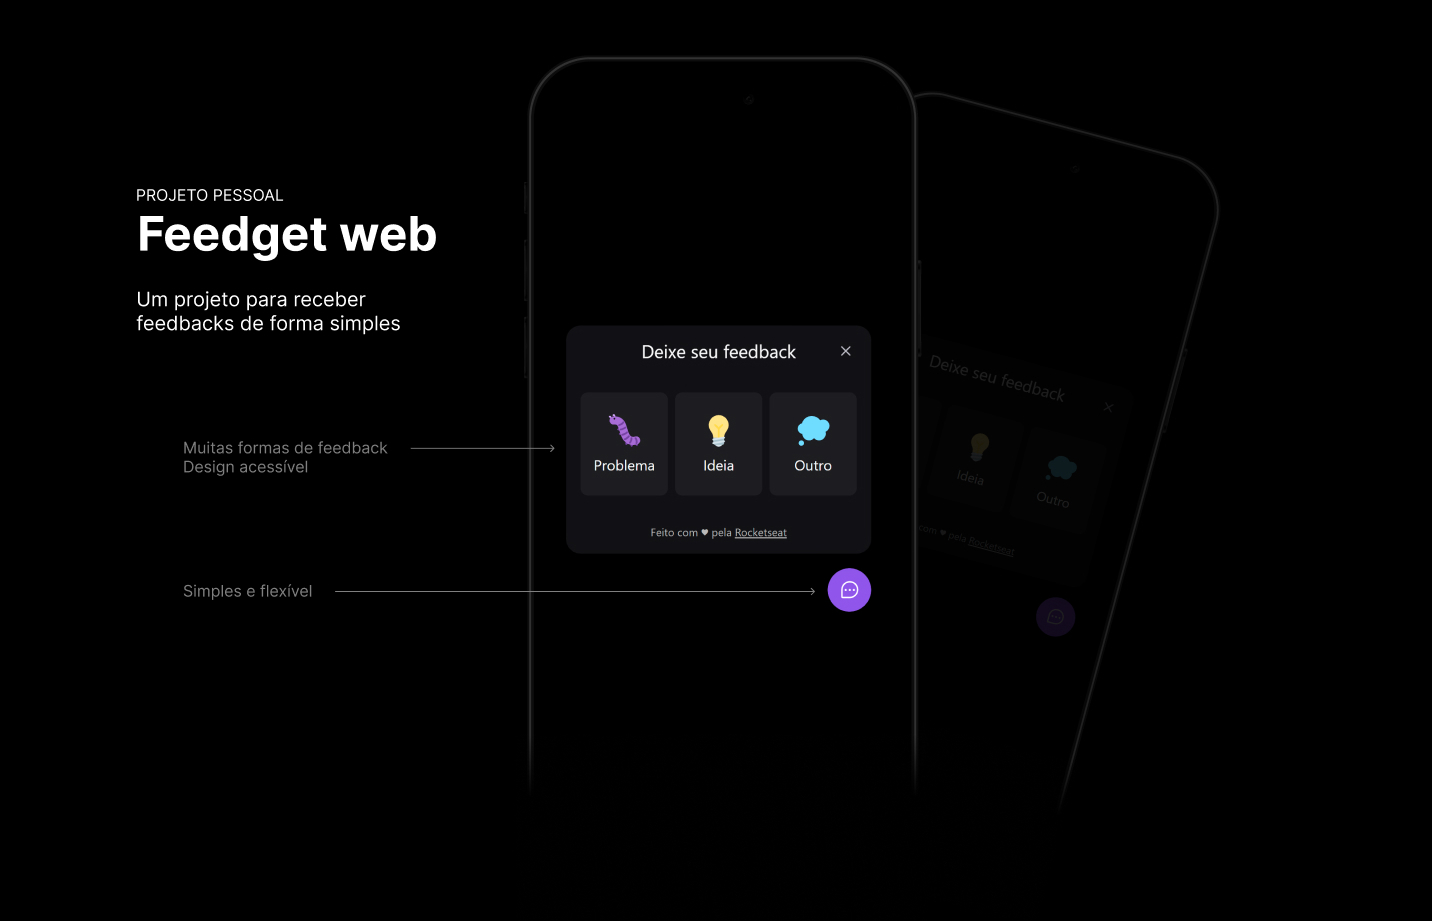 PROJETO PESSOAL
Feedget web
Um projeto para receber
feedbacks de forma simples
Muitas formas de feedback
Design acessível
Simples e flexível
Deixe seu feedback
Problema
Ideia
Outro
Feito com ♥ pela Rocketseat
Deixe seu feedback
Ideia
Outro
com ♥ pela Rocketseat